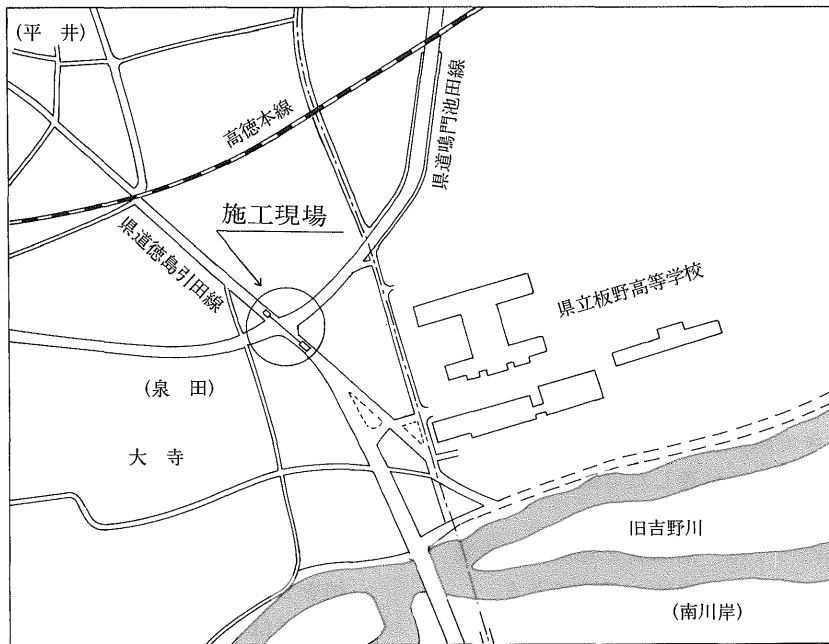 (平 井)
高徳本線
県道鳴門池田線
施工現場
県道徳島引田線
県立板野高等学校
(泉 田)
大 寺
旧吉野川
(南川岸)